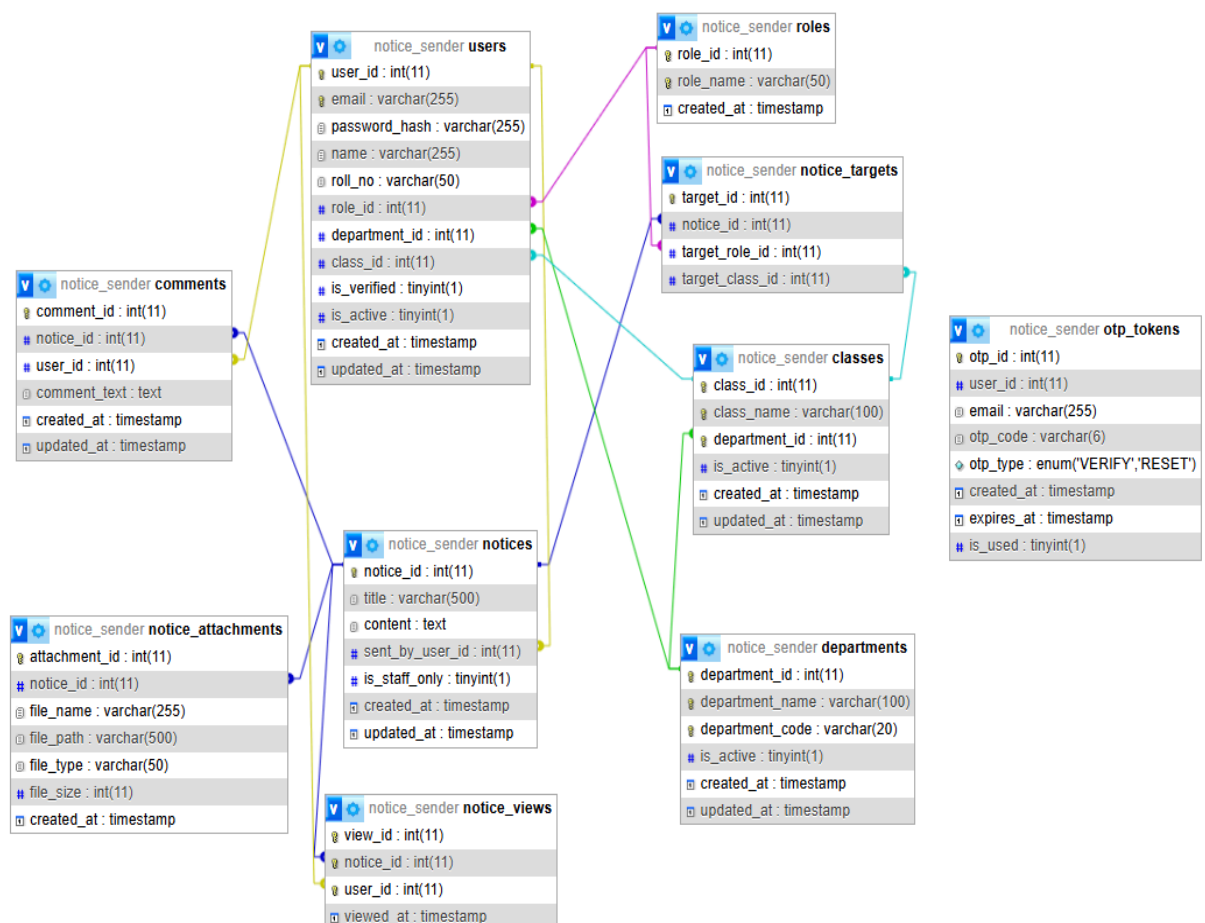 notice_sender users
user_id : int(11)
email : varchar(255)
password_hash : varchar(255)
name : varchar(255)
roll_no : varchar(50)
role_id : int(11)
department_id : int(11)
class_id : int(11)
is_verified : tinyint(1)
is_active : tinyint(1)
created_at : timestamp
updated_at : timestamp
notice_sender roles
role_id : int(11)
role_name : varchar(50)
created_at : timestamp
notice_sender notice_targets
target_id : int(11)
notice_id : int(11)
target_role_id : int(11)
target_class_id : int(11)
notice_sender comments
comment_id : int(11)
notice_id : int(11)
user_id : int(11)
comment_text : text
created_at : timestamp
updated_at : timestamp
notice_sender classes
class_id : int(11)
class_name : varchar(100)
department_id : int(11)
is_active : tinyint(1)
created_at : timestamp
updated_at : timestamp
notice_sender otp_tokens
otp_id : int(11)
user_id : int(11)
email : varchar(255)
otp_code : varchar(6)
otp_type : enum('VERIFY','RESET')
created_at : timestamp
expires_at : timestamp
is_used : tinyint(1)
notice_sender notices
notice_id : int(11)
title : varchar(500)
content : text
sent_by_user_id : int(11)
is_staff_only : tinyint(1)
created_at : timestamp
updated_at : timestamp
notice_sender notice_attachments
attachment_id : int(11)
notice_id : int(11)
file_name : varchar(255)
file_path : varchar(500)
file_type : varchar(50)
file_size : int(11)
created_at : timestamp
notice_sender departments
department_id : int(11)
department_name : varchar(100)
department_code : varchar(20)
is_active : tinyint(1)
created_at : timestamp
updated_at : timestamp
notice_sender notice_views
view_id : int(11)
notice_id : int(11)
user_id : int(11)
viewed_at : timestamp